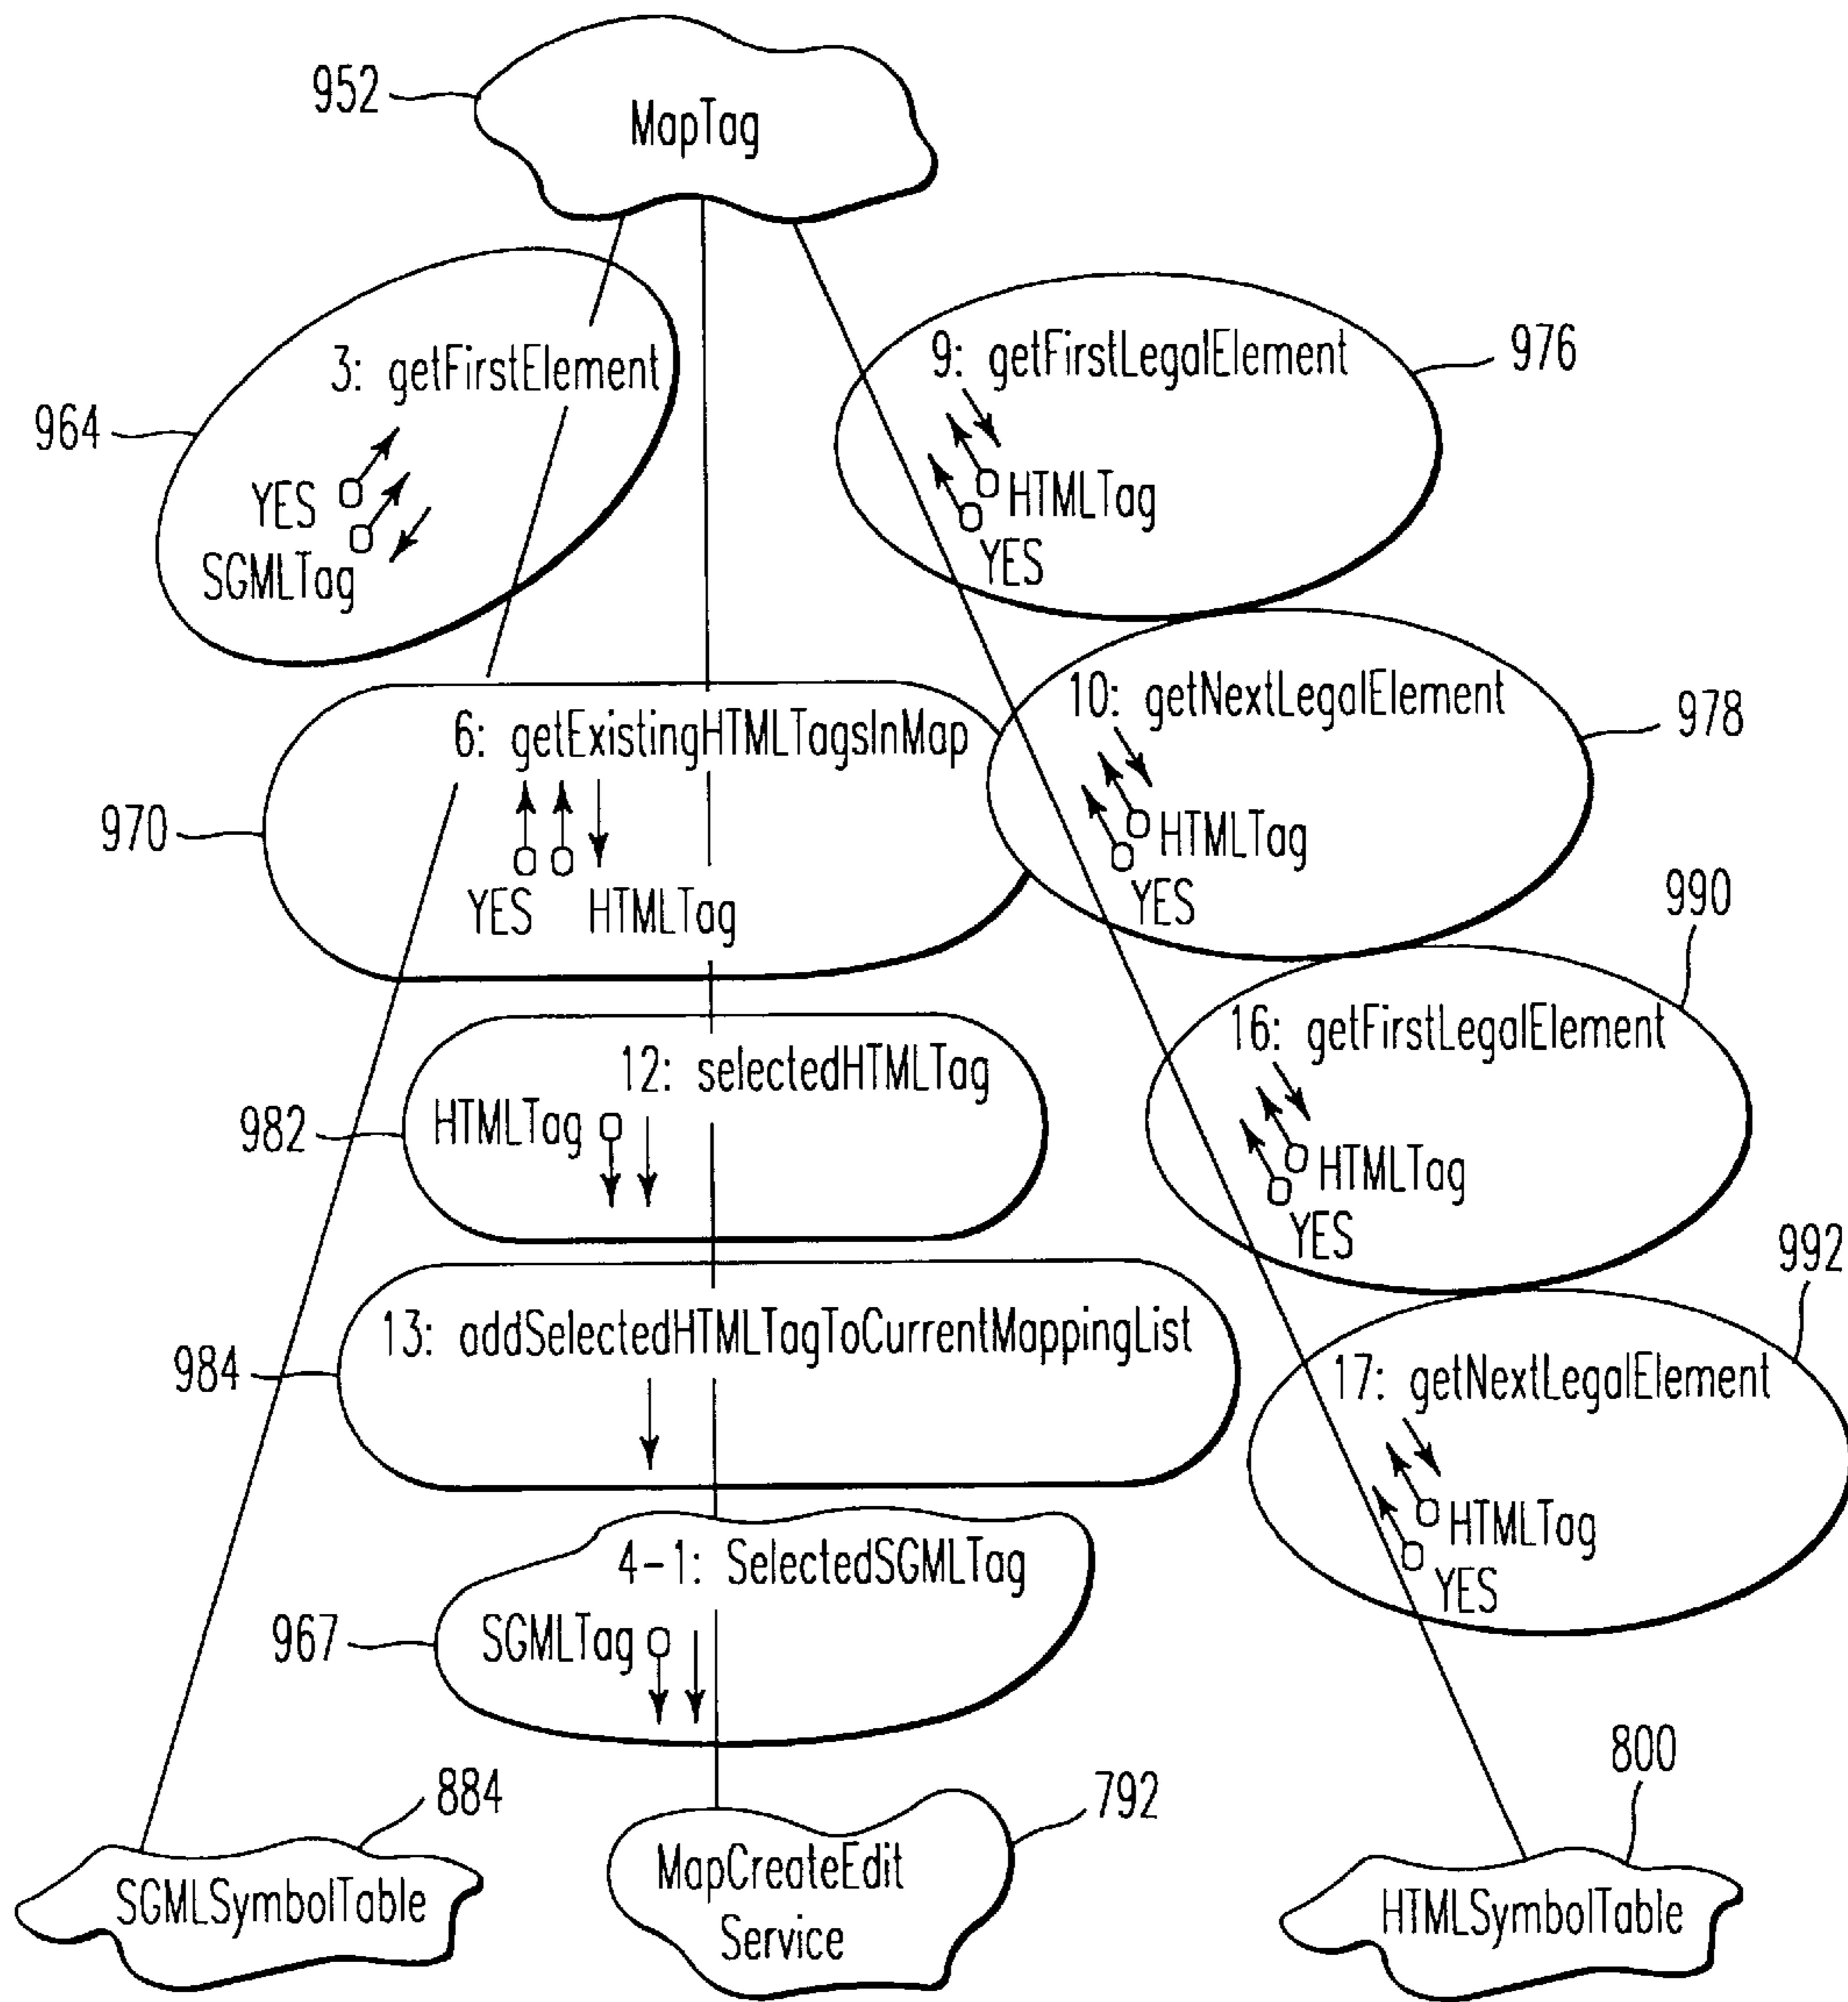 952
MapTag
3: getFirstElement
964
YES
SGMLTag
9: getFirstLegalElement
976
HTMLTag
YES
10: getNextLegalElement
978
HTMLTag
YES
6: getExistingHTMLTagsInMap
970
YES HTMLTag
990
16: getFirstLegalElement
HTMLTag
YES
12: selectedHTMLTag
982
HTMLTag
992
17: getNextLegalElement
HTMLTag
YES
13: addSelectedHTMLTagToCurrentMappingList
984
4-1: SelectedSGMLTag
967
SGMLTag
884
SGMLSymbolTable
792
MapCreateEdit
Service
800
HTMLSymbolTable